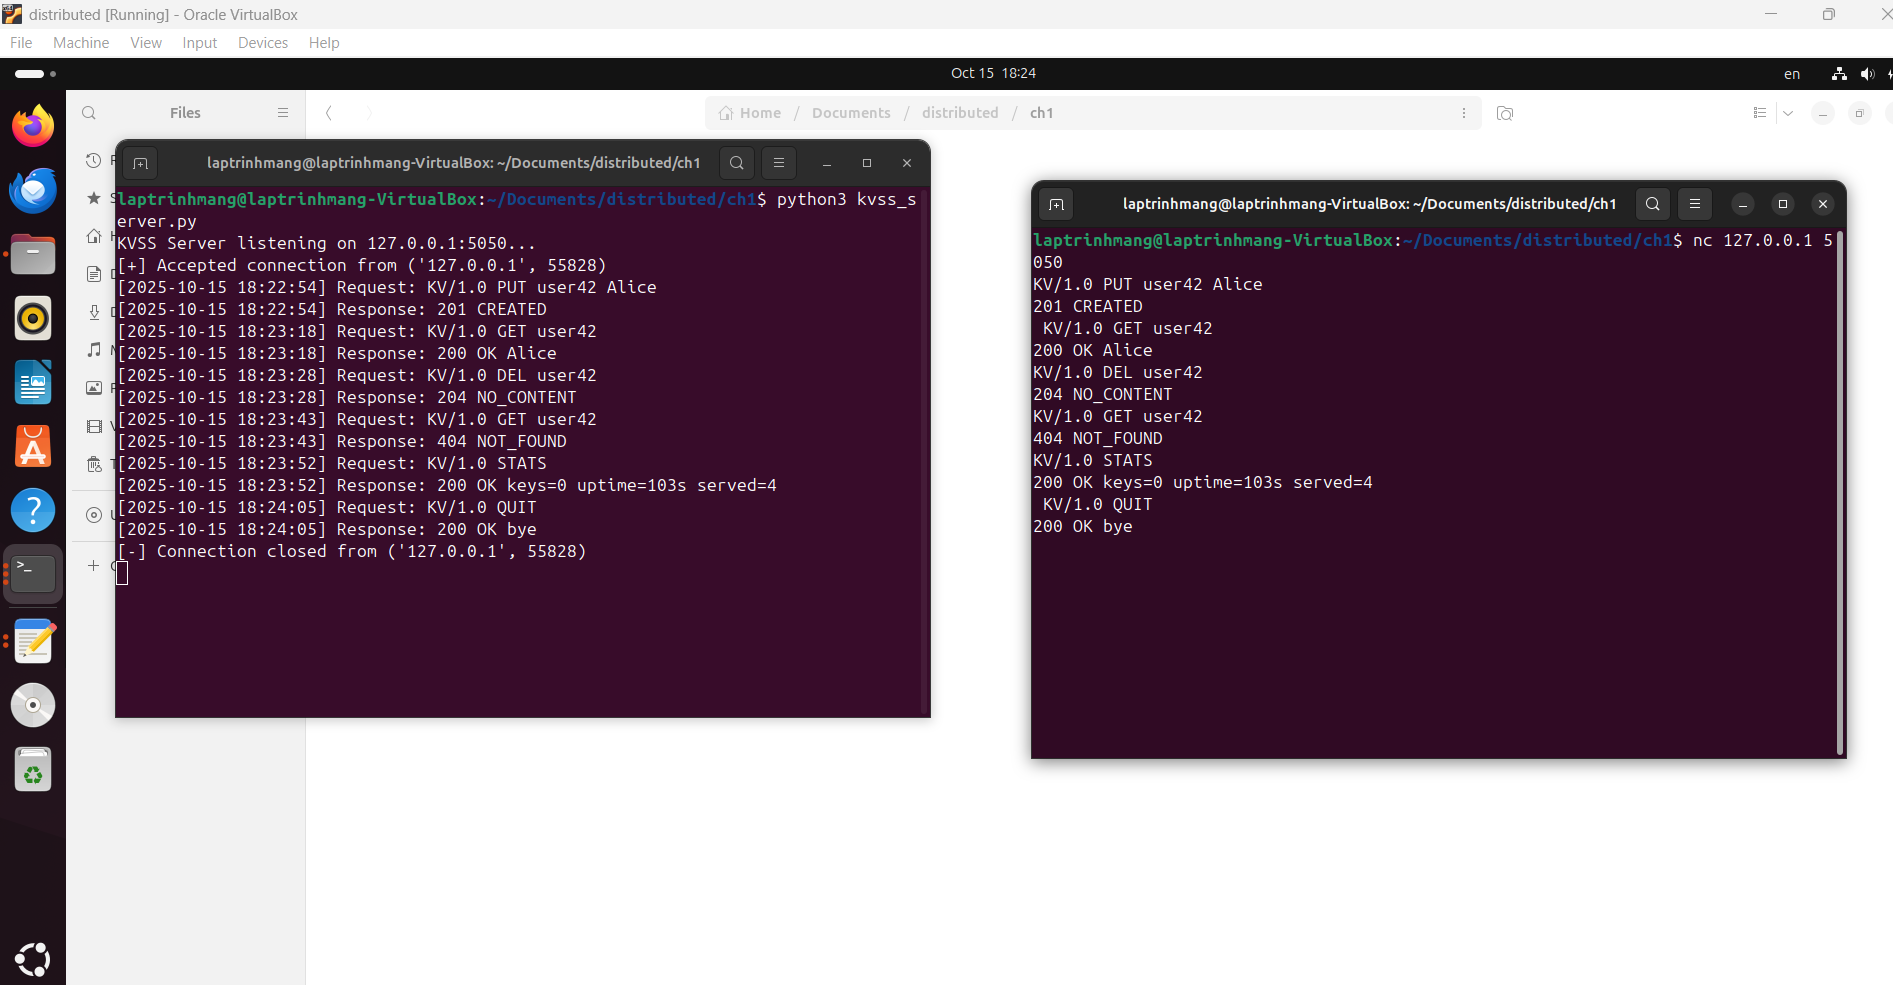 distributed [Running] - Oracle VirtualBox
File Machine View Input Devices Help
Oct 15 18:24
en
Files
Home / Documents / distributed / ch1
laptrinhmang@laptrinhmang-VirtualBox: ~/Documents/distributed/ch1
laptrinhmang@laptrinhmang-VirtualBox:~/Documents/distributed/ch1$ python3 kvss_s
erver.py
KVSS Server listening on 127.0.0.1:5050...
[+] Accepted connection from ('127.0.0.1', 55828)
[2025-10-15 18:22:54] Request: KV/1.0 PUT user42 Alice
[2025-10-15 18:22:54] Response: 201 CREATED
[2025-10-15 18:23:18] Request: KV/1.0 GET user42
[2025-10-15 18:23:18] Response: 200 OK Alice
[2025-10-15 18:23:28] Request: KV/1.0 DEL user42
[2025-10-15 18:23:28] Response: 204 NO_CONTENT
[2025-10-15 18:23:43] Request: KV/1.0 GET user42
[2025-10-15 18:23:43] Response: 404 NOT_FOUND
[2025-10-15 18:23:52] Request: KV/1.0 STATS
[2025-10-15 18:23:52] Response: 200 OK keys=0 uptime=103s served=4
[2025-10-15 18:24:05] Request: KV/1.0 QUIT
[2025-10-15 18:24:05] Response: 200 OK bye
[-] Connection closed from ('127.0.0.1', 55828)
laptrinhmang@laptrinhmang-VirtualBox: ~/Documents/distributed/ch1
laptrinhmang@laptrinhmang-VirtualBox:~/Documents/distributed/ch1$ nc 127.0.0.1 5
050
KV/1.0 PUT user42 Alice
201 CREATED
 KV/1.0 GET user42
200 OK Alice
KV/1.0 DEL user42
204 NO_CONTENT
KV/1.0 GET user42
404 NOT_FOUND
KV/1.0 STATS
200 OK keys=0 uptime=103s served=4
 KV/1.0 QUIT
200 OK bye